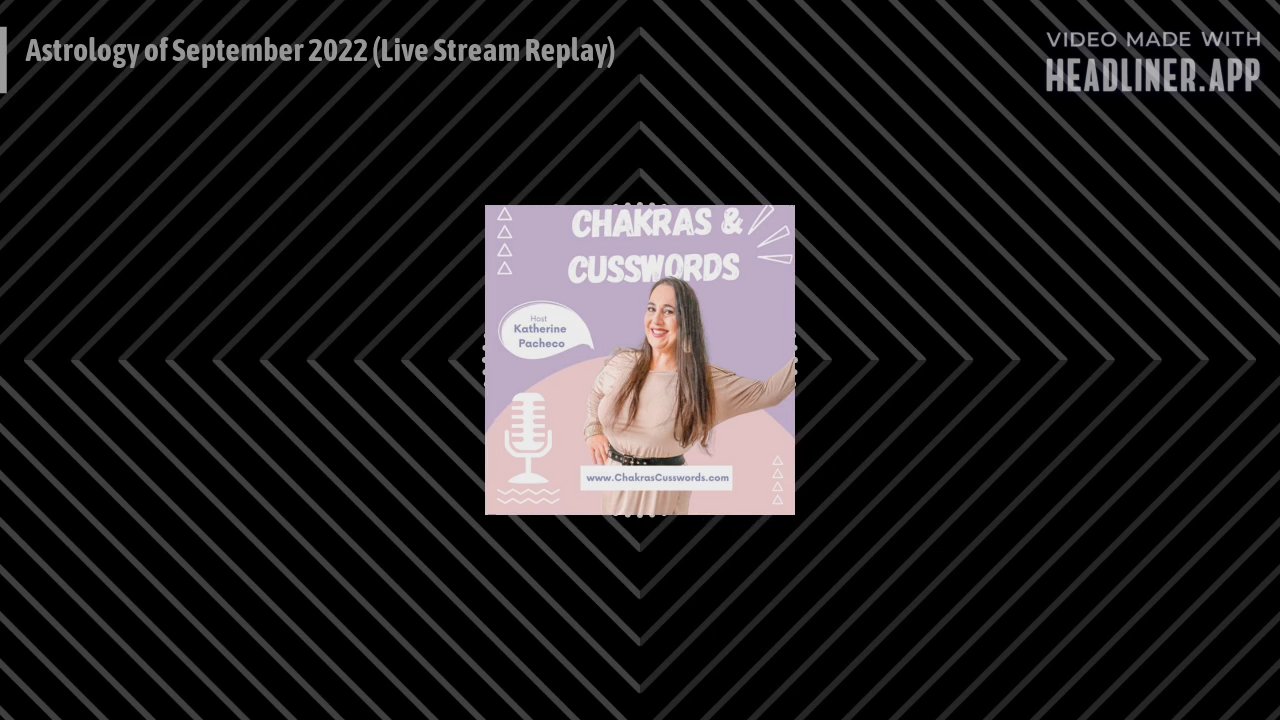 Astrology of September 2022 (Live Stream Replay)
VIDEO MADE WITH
HEADLINER.APP
CHAKRAS &
CUSSWORDS
Host
Katherine
Pacheco
www.ChakrasCusswords.com